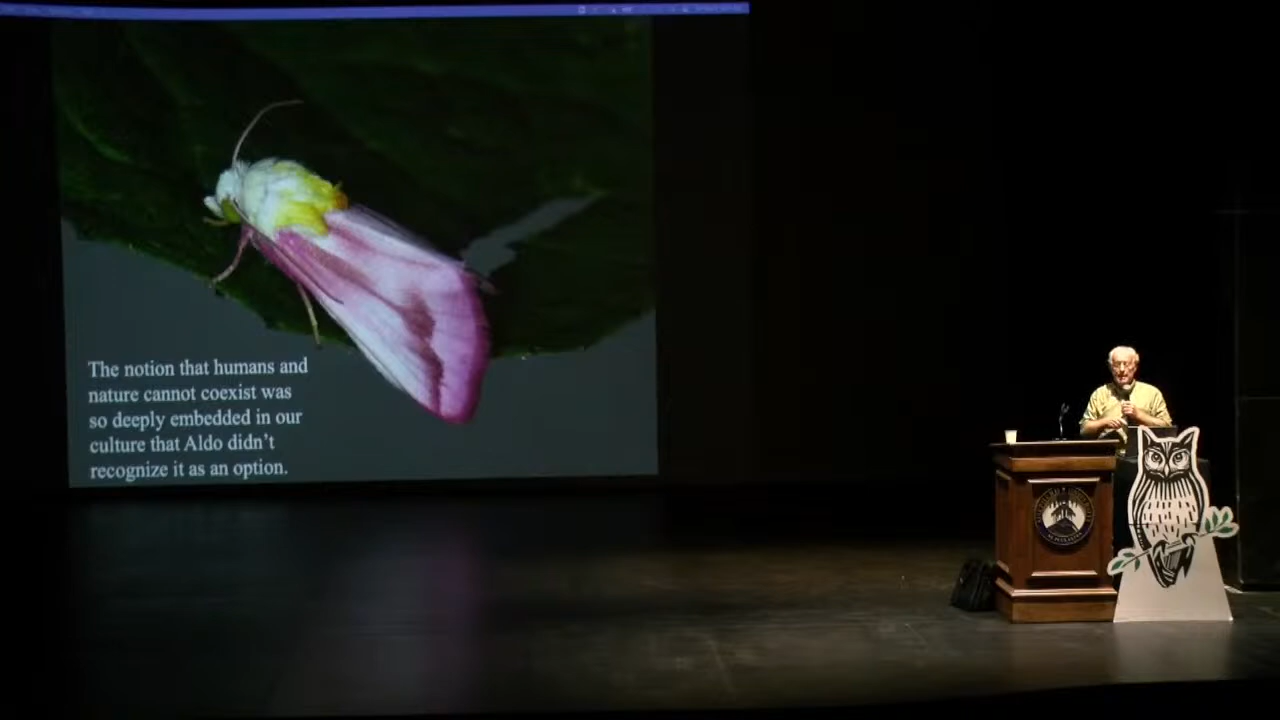 The notion that humans and
nature cannot coexist was
so deeply embedded in our
culture that Aldo didn't
recognize it as an option.